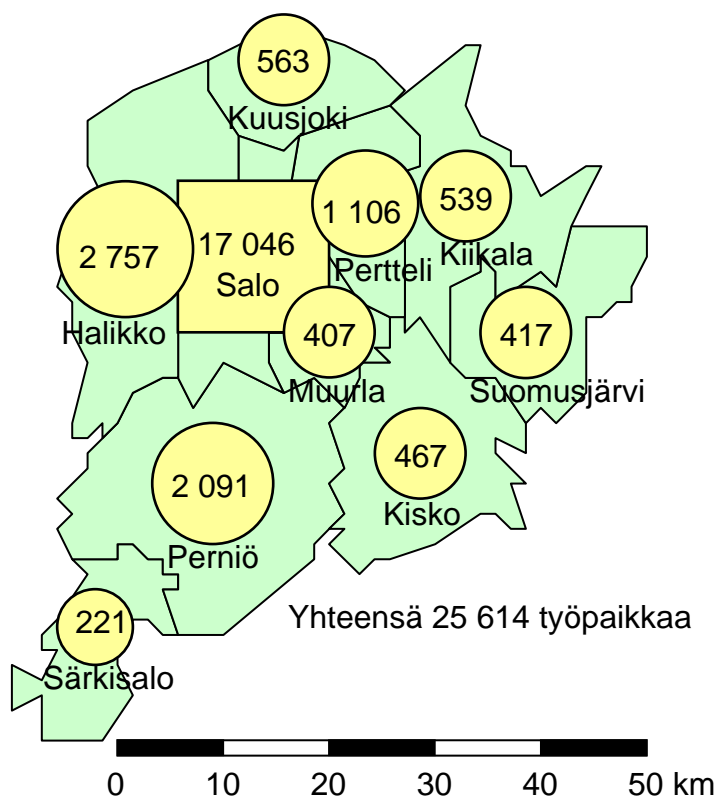 563
Kuusjoki
1 106
Pertteli
539
Kiikala
2 757
Halikko
17 046
Salo
407
Muurla
417
Suomusjärvi
467
Kisko
2 091
Perniö
221
Särkisalo
Yhteensä 25 614 työpaikkaa
0 10 20 30 40 50 km